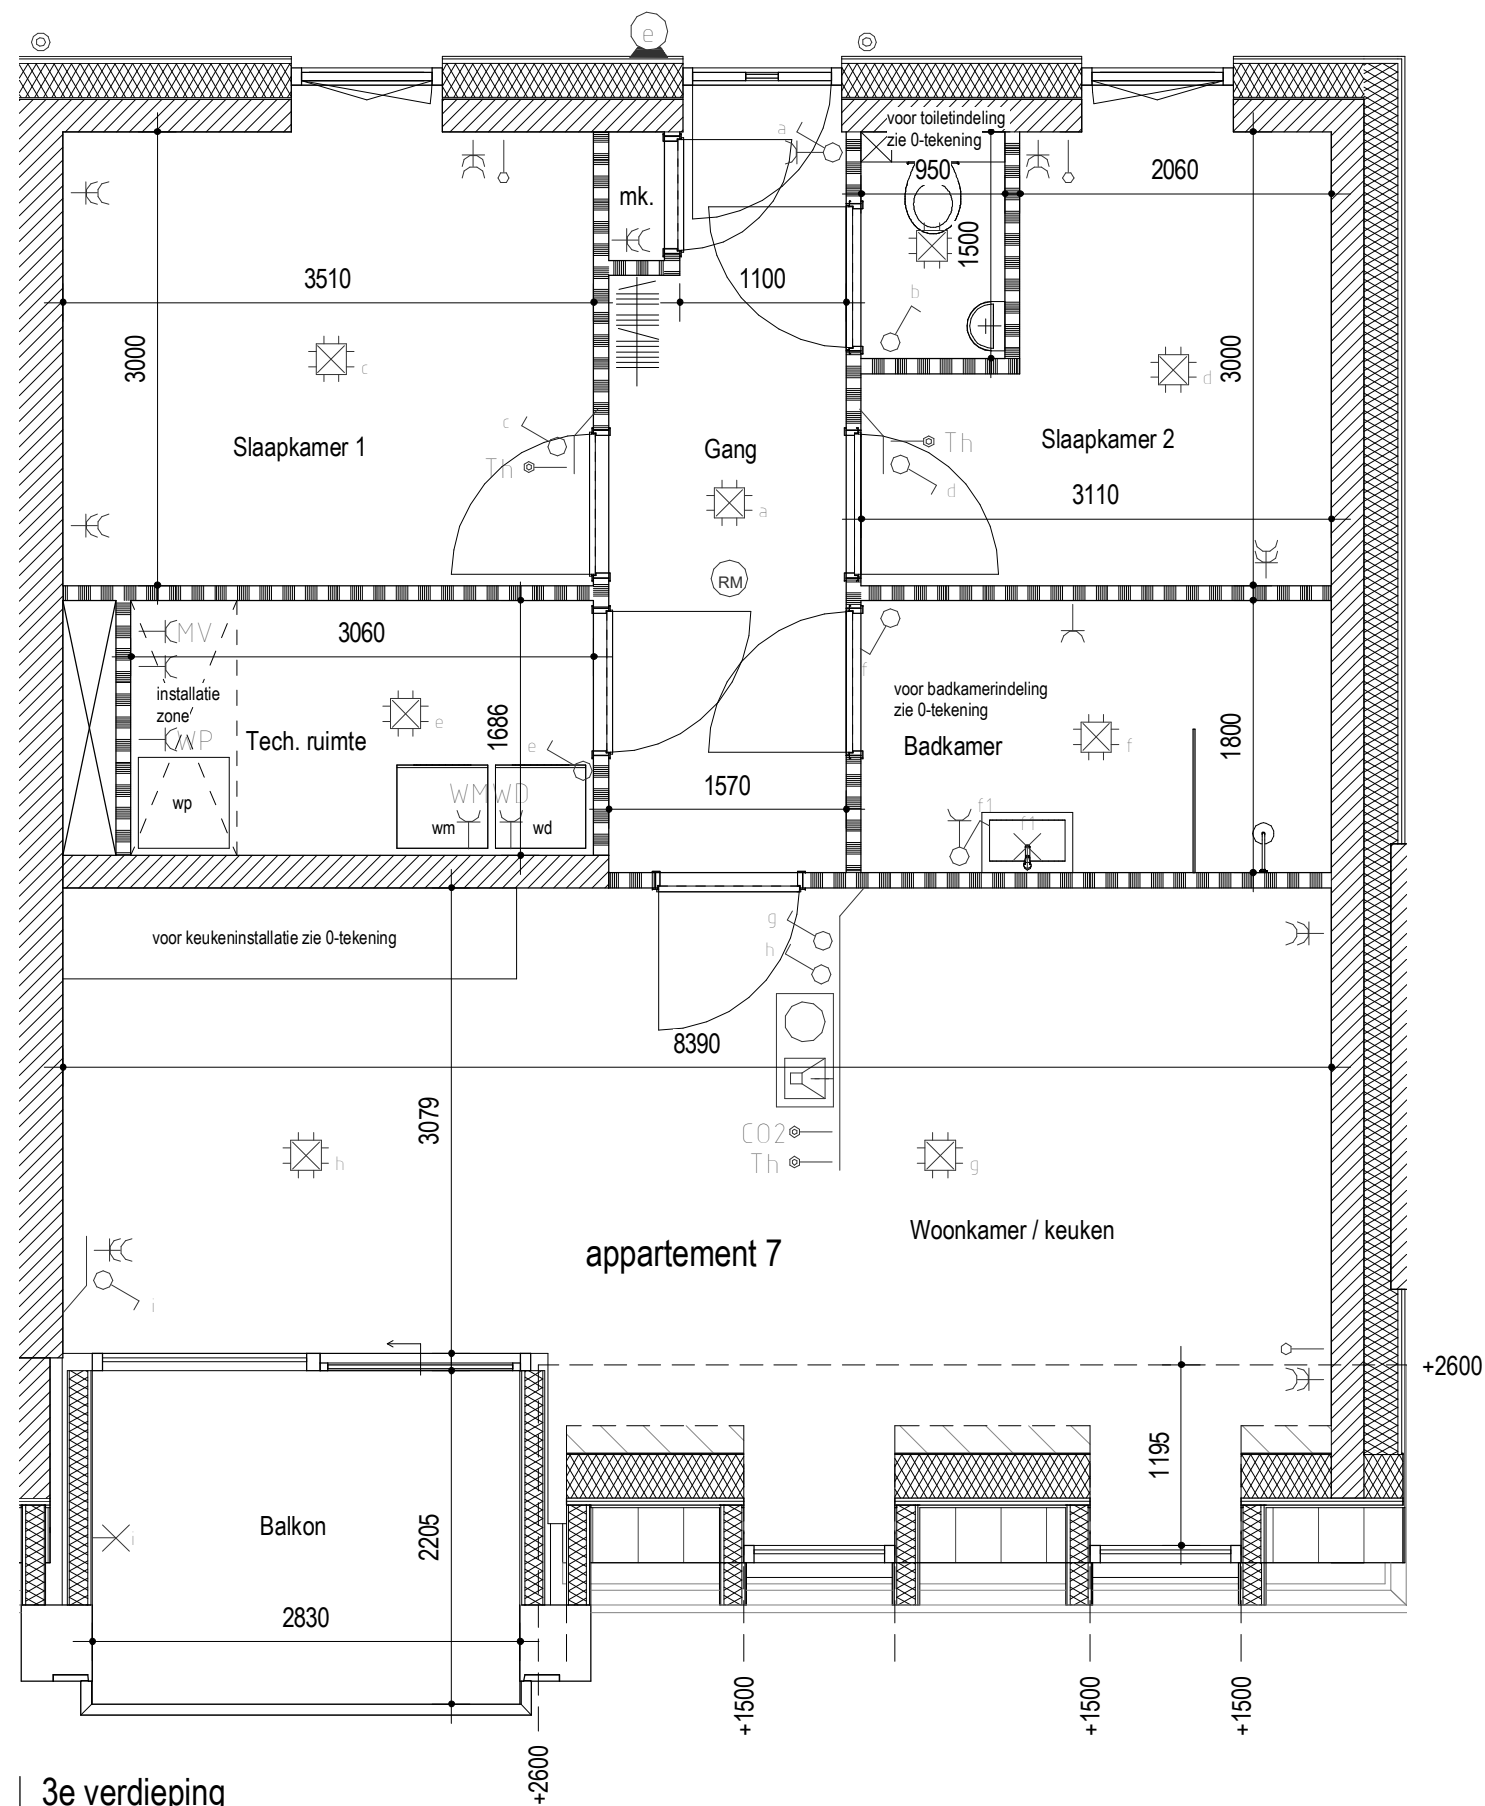 e
a
voor toiletindeling
zie 0-tekening
950
2060
mk.
1500
3510
1100
b
3000
c
3000
d
c
Slaapkamer 1
Th
Gang
Th
Slaapkamer 2
d
3110
a
RM
MV
3060
f
installatie
zone
1686
voor badkamerindeling
zie 0-tekening
WP
Tech. ruimte
e
e
Badkamer
f
1800
wp
WM
WD
wm
wd
1570
f1
f1
voor keukeninstallatie zie 0-tekening
g
h
8390
3079
CO2
Th
h
g
appartement 7
Woonkamer / keuken
i
+2600
1195
Balkon
i
2205
2830
+1500
+1500
+1500
+2600
3e verdieping